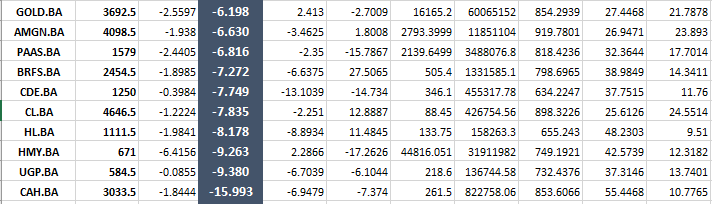 GOLD.BA 3692.5 -2.5597 -6.198 2.413 -2.7009 16165.2 60065152 854.2939 27.4468 21.7878
AMGN.BA 4098.5 -1.938 -6.630 -3.4625 1.8008 2793.3999 11851104 919.7801 26.9471 23.893
PAAS.BA 1579 -2.4405 -6.816 -2.35 -15.7867 2139.6499 3488076.8 818.4236 32.3644 17.7014
BRFS.BA 2454.5 -1.8985 -7.272 -6.6375 27.5065 505.4 1331585.1 798.6965 38.9849 14.3411
CDE.BA 1250 -0.3984 -7.749 -13.1039 -14.734 346.1 455317.78 634.2247 37.7515 11.76
CL.BA 4646.5 -1.2224 -7.835 -2.251 12.8887 88.45 426754.56 898.3226 25.6126 24.5514
HL.BA 1111.5 -1.9841 -8.178 -8.8934 11.4845 133.75 158263.3 655.243 48.2303 9.51
HMY.BA 671 -6.4156 -9.263 2.2866 -17.2626 44816.051 31911982 749.1921 42.5739 12.3182
UGP.BA 584.5 -0.0855 -9.380 -6.7039 -6.1044 218.6 136744.58 732.4376 37.3146 13.7401
CAH.BA 3033.5 -1.8444 -15.993 -6.9479 -7.374 261.5 822758.06 853.6066 55.4468 10.7765